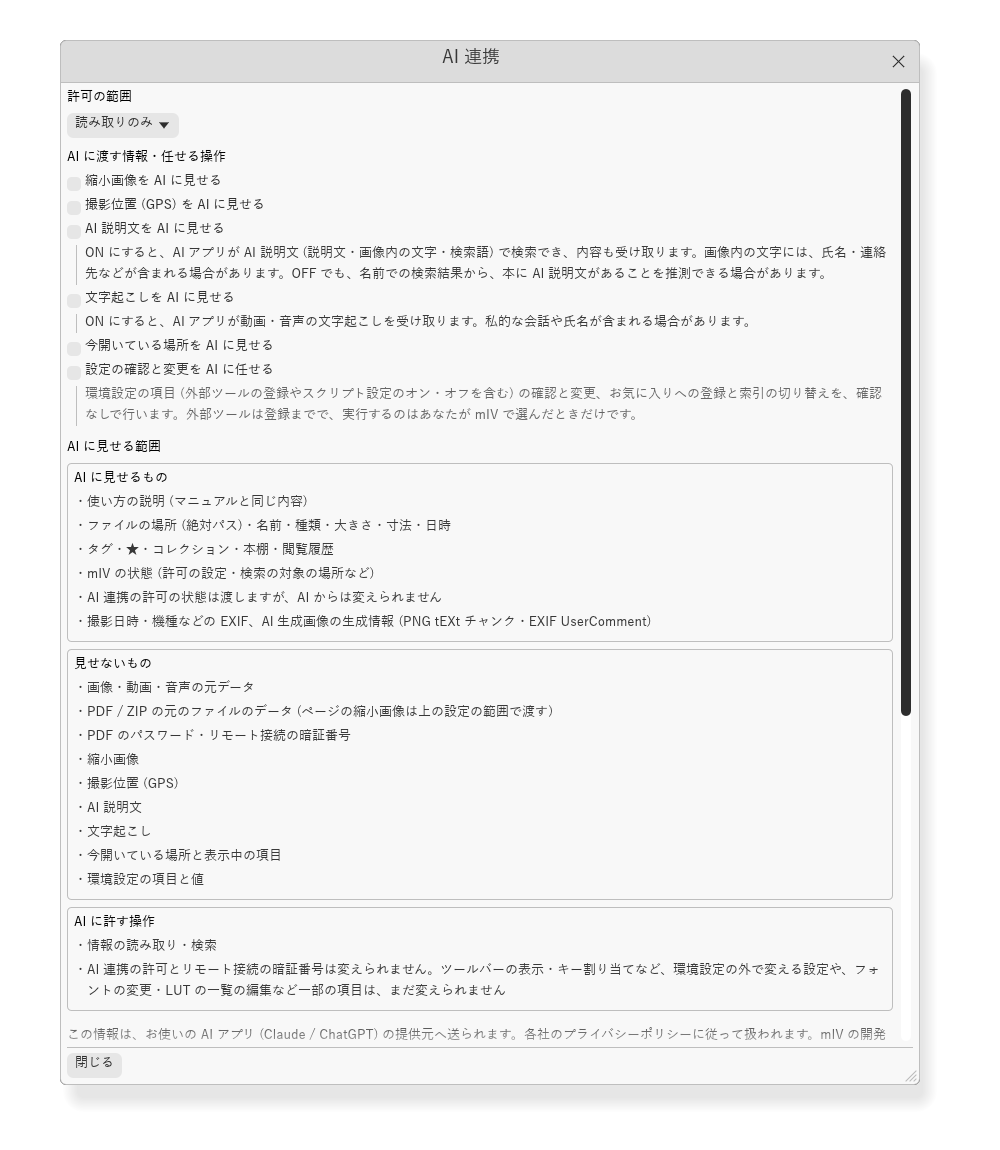 AI 連携
許可の範囲
読み取りのみ
AI に渡す情報・任せる操作
縮小画像を AI に見せる
撮影位置 (GPS) を AI に見せる
AI 説明文を AI に見せる
ON にすると、AI アプリが AI 説明文 (説明文・画像内の文字・検索語) で検索でき、内容も受け取ります。画像内の文字には、氏名・連絡
先などが含まれる場合があります。OFF でも、名前での検索結果から、本に AI 説明文があることを推測できる場合があります。
文字起こしを AI に見せる
ON にすると、AI アプリが動画・音声の文字起こしを受け取ります。私的な会話や氏名が含まれる場合があります。
今開いている場所を AI に見せる
設定の確認と変更を AI に任せる
環境設定の項目 (外部ツールの登録やスクリプト設定のオン・オフを含む) の確認と変更、お気に入りへの登録と索引の切り替えを、確認
なしで行います。外部ツールは登録までで、実行するのはあなたが mIV で選んだときだけです。
AI に見せる範囲
AI に見せるもの
・使い方の説明 (マニュアルと同じ内容)
・ファイルの場所 (絶対パス)・名前・種類・大きさ・寸法・日時
・タグ・★・コレクション・本棚・閲覧履歴
・mIV の状態 (許可の設定・検索の対象の場所など)
・AI 連携の許可の状態は渡しますが、AI からは変えられません
・撮影日時・機種などの EXIF、AI 生成画像の生成情報 (PNG tEXt チャンク・EXIF UserComment)
見せないもの
・画像・動画・音声の元データ
・PDF / ZIP の元のファイルのデータ (ページの縮小画像は上の設定の範囲で渡す)
・PDF のパスワード・リモート接続の暗証番号
・縮小画像
・撮影位置 (GPS)
・AI 説明文
・文字起こし
・今開いている場所と表示中の項目
・環境設定の項目と値
AI に許す操作
・情報の読み取り・検索
・AI 連携の許可とリモート接続の暗証番号は変えられません。ツールバーの表示・キー割り当てなど、環境設定の外で変える設定や、フォ
ントの変更・LUT の一覧の編集など一部の項目は、まだ変えられません
この情報は、お使いの AI アプリ (Claude / ChatGPT) の提供元へ送られます。各社のプライバシーポリシーに従って扱われます。mIV の開発
閉じる